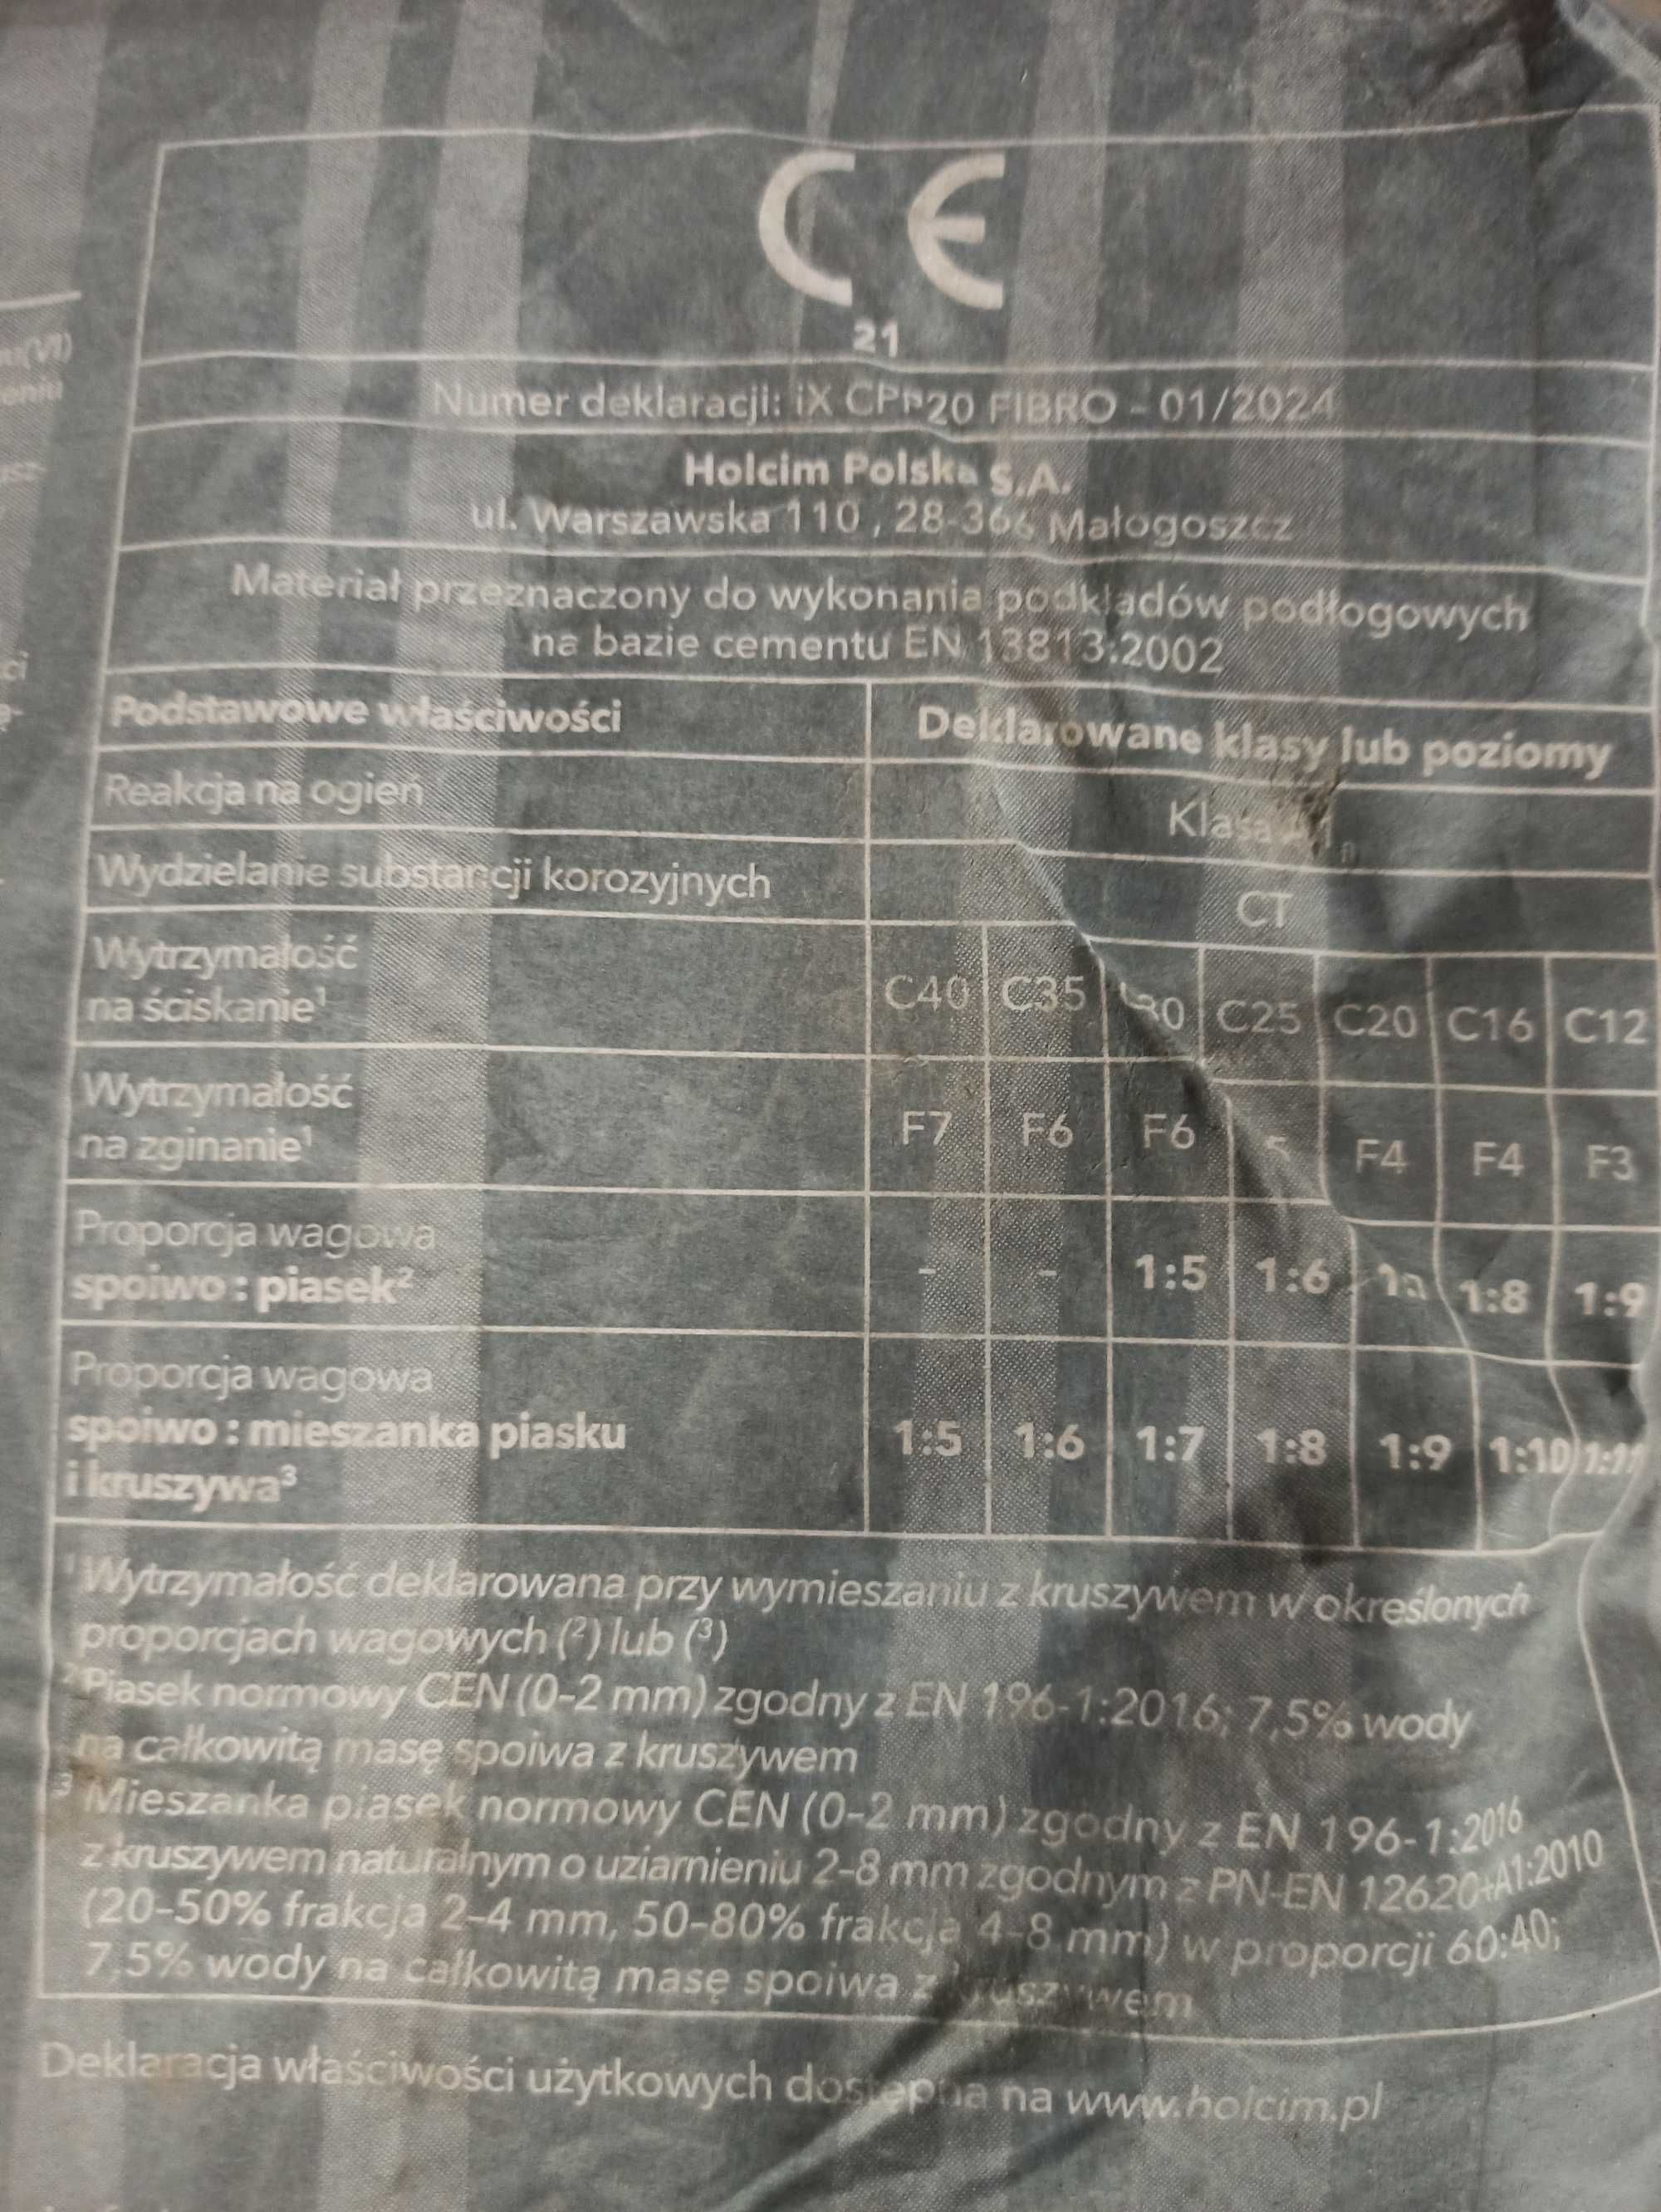 CE
21
Numer deklaracji: iX CPP20 FIBRO - 01/2024
Holcim Polska S.A.
ul. Warszawska 110 , 28-366 Małogoszcz
Materiał przeznaczony do wykonania podkładów podłogowych
na bazie cementu EN 13813:2002
Podstawowe właściwości Deklarowane klasy lub poziomy
Reakcja na ogień Klasa
Wydzielanie substancji korozyjnych CT
Wytrzymałość
na ściskanie¹ C40 C35 C30 C25 C20 C16 C12
Wytrzymałość
na zginanie¹ F7 F6 F6 5 F4 F4 F3
Proporcja wagowa
spoiwo : piasek² - - 1:5 1:6 1:8 1:9
Proporcja wagowa
spoiwo : mieszanka piasku 1:5 1:6 1:7 1:8 1:9 1:10 1:11
i kruszywa³
¹ Wytrzymałość deklarowana przy wymieszaniu z kruszywem w określonych
proporcjach wagowych (²) lub (³)
² Piasek normowy CEN (0-2 mm) zgodny z EN 196-1:2016; 7,5% wody
na całkowitą masę spoiwa z kruszywem
³ Mieszanka piasek normowy CEN (0-2 mm) zgodny z EN 196-1:2016
z kruszywem naturalnym o uziarnieniu 2-8 mm zgodnym z PN-EN 12620+A1:2010
(20-50% frakcja 2-4 mm, 50-80% frakcja 4-8 mm) w proporcji 60:40;
7,5% wody na całkowitą masę spoiwa z kruszywem
Deklaracja właściwości użytkowych dostępna na www.holcim.pl